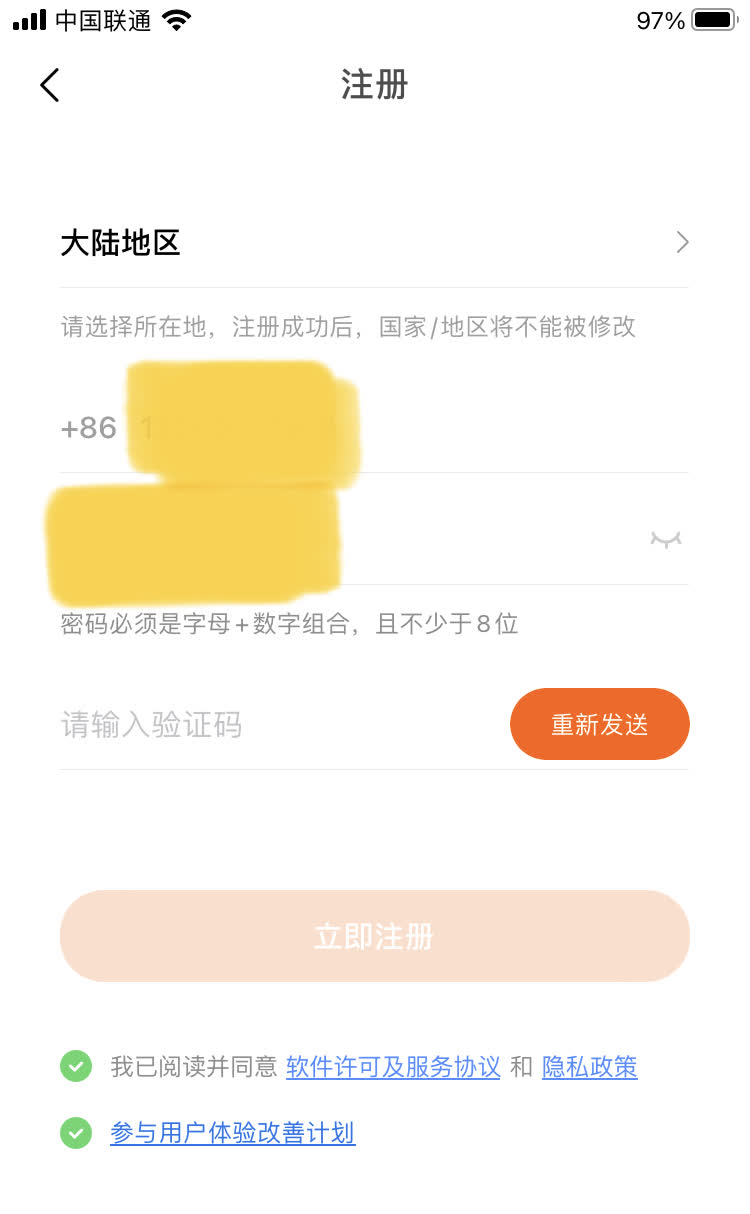 中国联通 97%
注册
大陆地区
请选择所在地，注册成功后，国家/地区将不能被修改
+86 1
密码必须是字母+数字组合，且不少于8位
请输入验证码 重新发送
立即注册
我已阅读并同意 软件许可及服务协议 和 隐私政策
参与用户体验改善计划